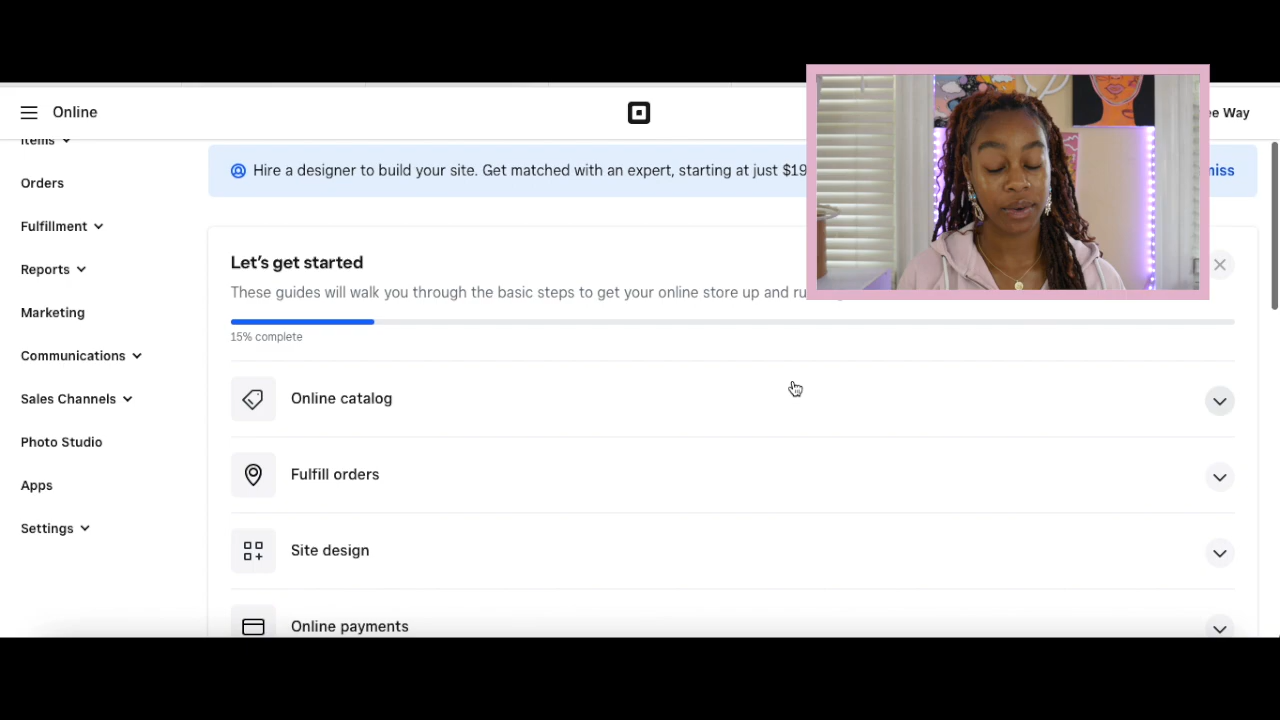 Online
ee Way
Items
Orders
Fulfillment
Reports
Marketing
Communications
Sales Channels
Photo Studio
Apps
Settings
Hire a designer to build your site. Get matched with an expert, starting at just $19
miss
Let's get started
These guides will walk you through the basic steps to get your online store up and ru
15% complete
Online catalog
Fulfill orders
Site design
Online payments